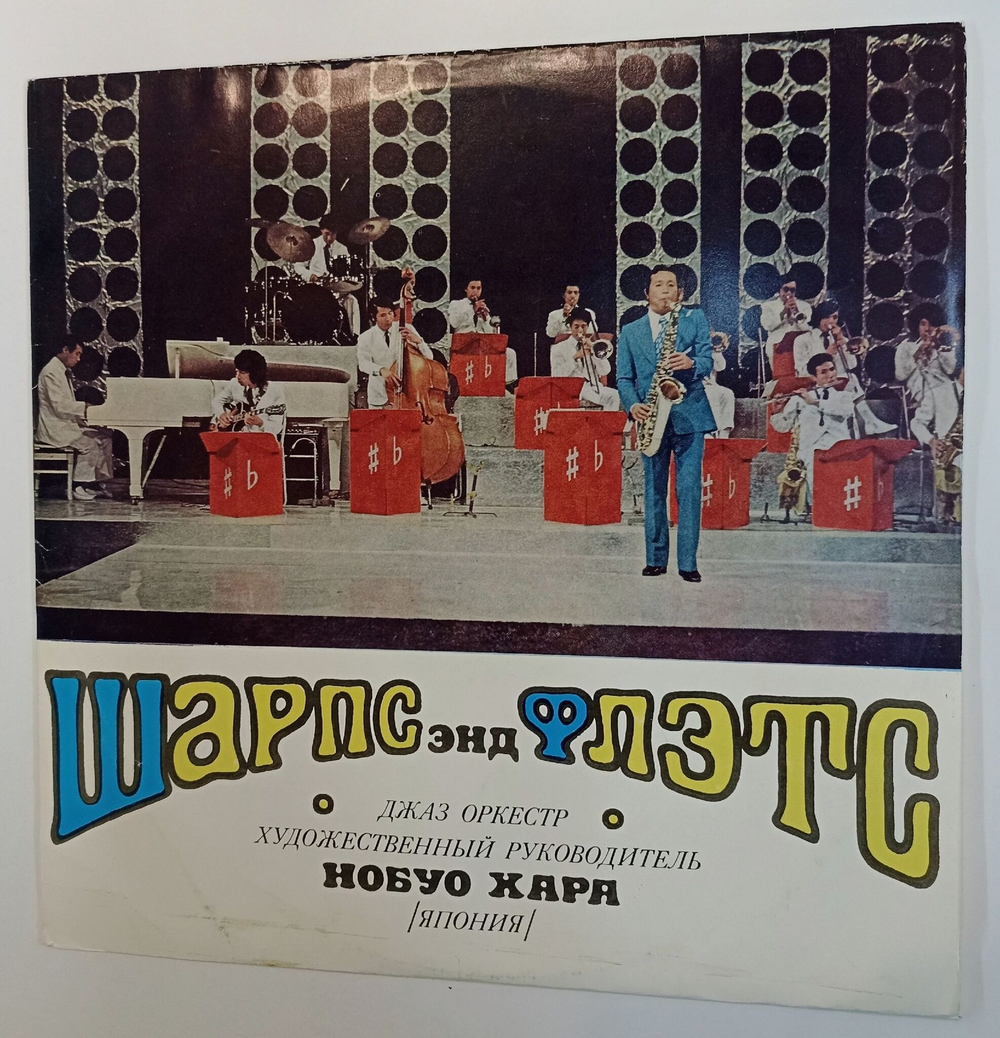 ♯♭
♯♭
♯♭
♯
♯♭
♯♭
♯♭
ШАРПС ЭНД ФЛЭТС
ДЖАЗ ОРКЕСТР
ХУДОЖЕСТВЕННЫЙ РУКОВОДИТЕЛЬ
НОБУО ХАРА
/ЯПОНИЯ/